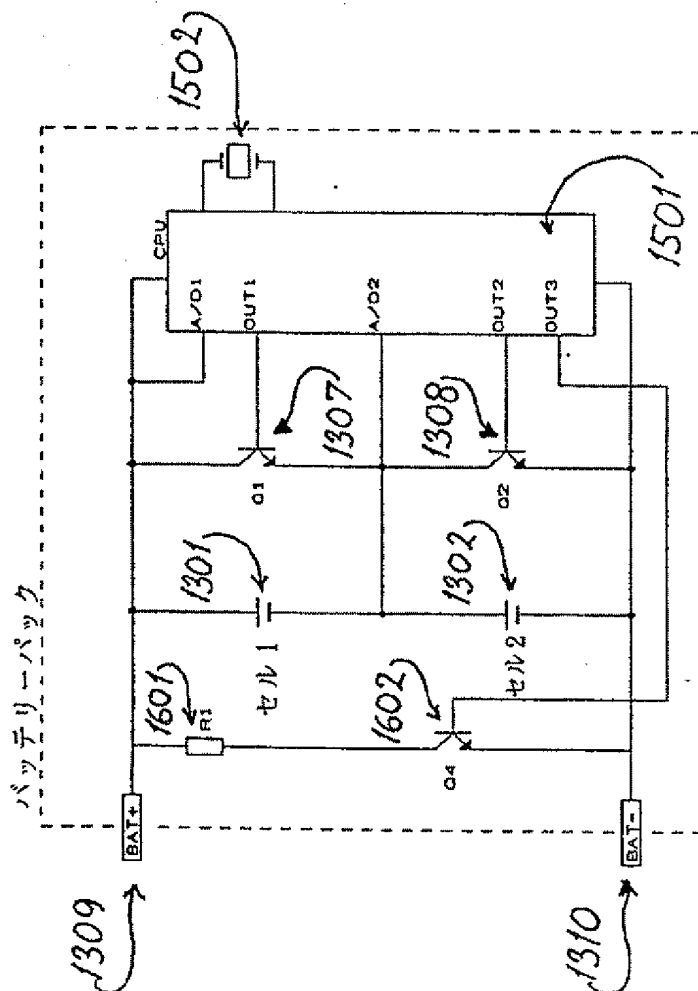 バッテリーパック
1309
BAT+
1601
R1
1301
セル 1
Q1
1307
CPU
A/D1
OUT1
A/D2
OUT2
OUT3
1502
1501
1602
Q4
1302
セル 2
Q2
1308
BAT-
1310